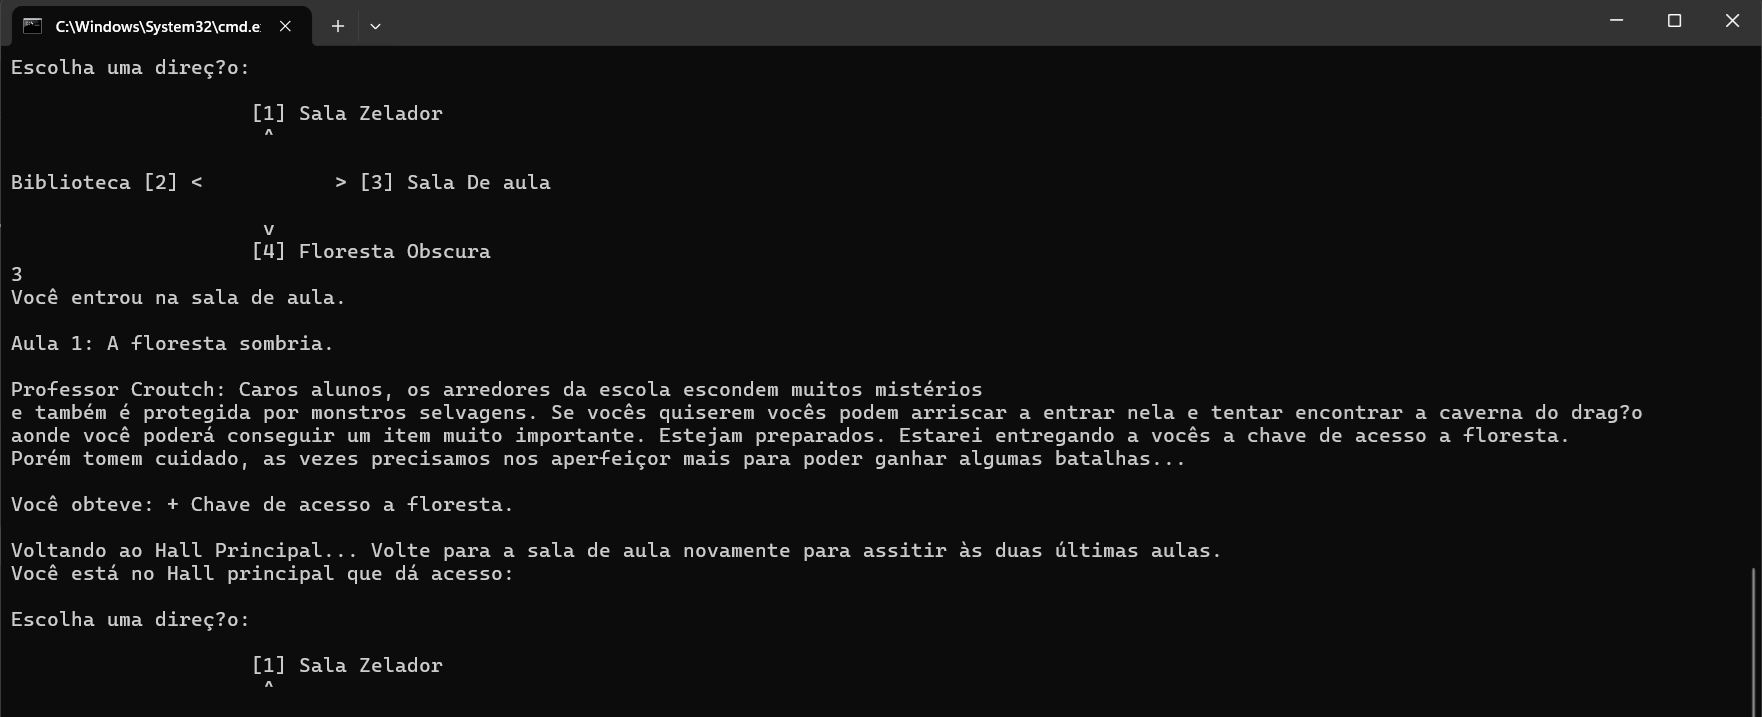 C:\Windows\System32\cmd.e
Escolha uma direç?o:
[1] Sala Zelador
^
Biblioteca [2] < > [3] Sala De aula
v
[4] Floresta Obscura
3
Você entrou na sala de aula.
Aula 1: A floresta sombria.
Professor Croutch: Caros alunos, os arredores da escola escondem muitos mistérios
e também é protegida por monstros selvagens. Se vocês quiserem vocês podem arriscar a entrar nela e tentar encontrar a caverna do drag?o
aonde você poderá conseguir um item muito importante. Estejam preparados. Estarei entregando a vocês a chave de acesso a floresta.
Porém tomem cuidado, as vezes precisamos nos aperfeiçor mais para poder ganhar algumas batalhas...
Você obteve: + Chave de acesso a floresta.
Voltando ao Hall Principal... Volte para a sala de aula novamente para assitir às duas últimas aulas.
Você está no Hall principal que dá acesso:
Escolha uma direç?o:
[1] Sala Zelador
^